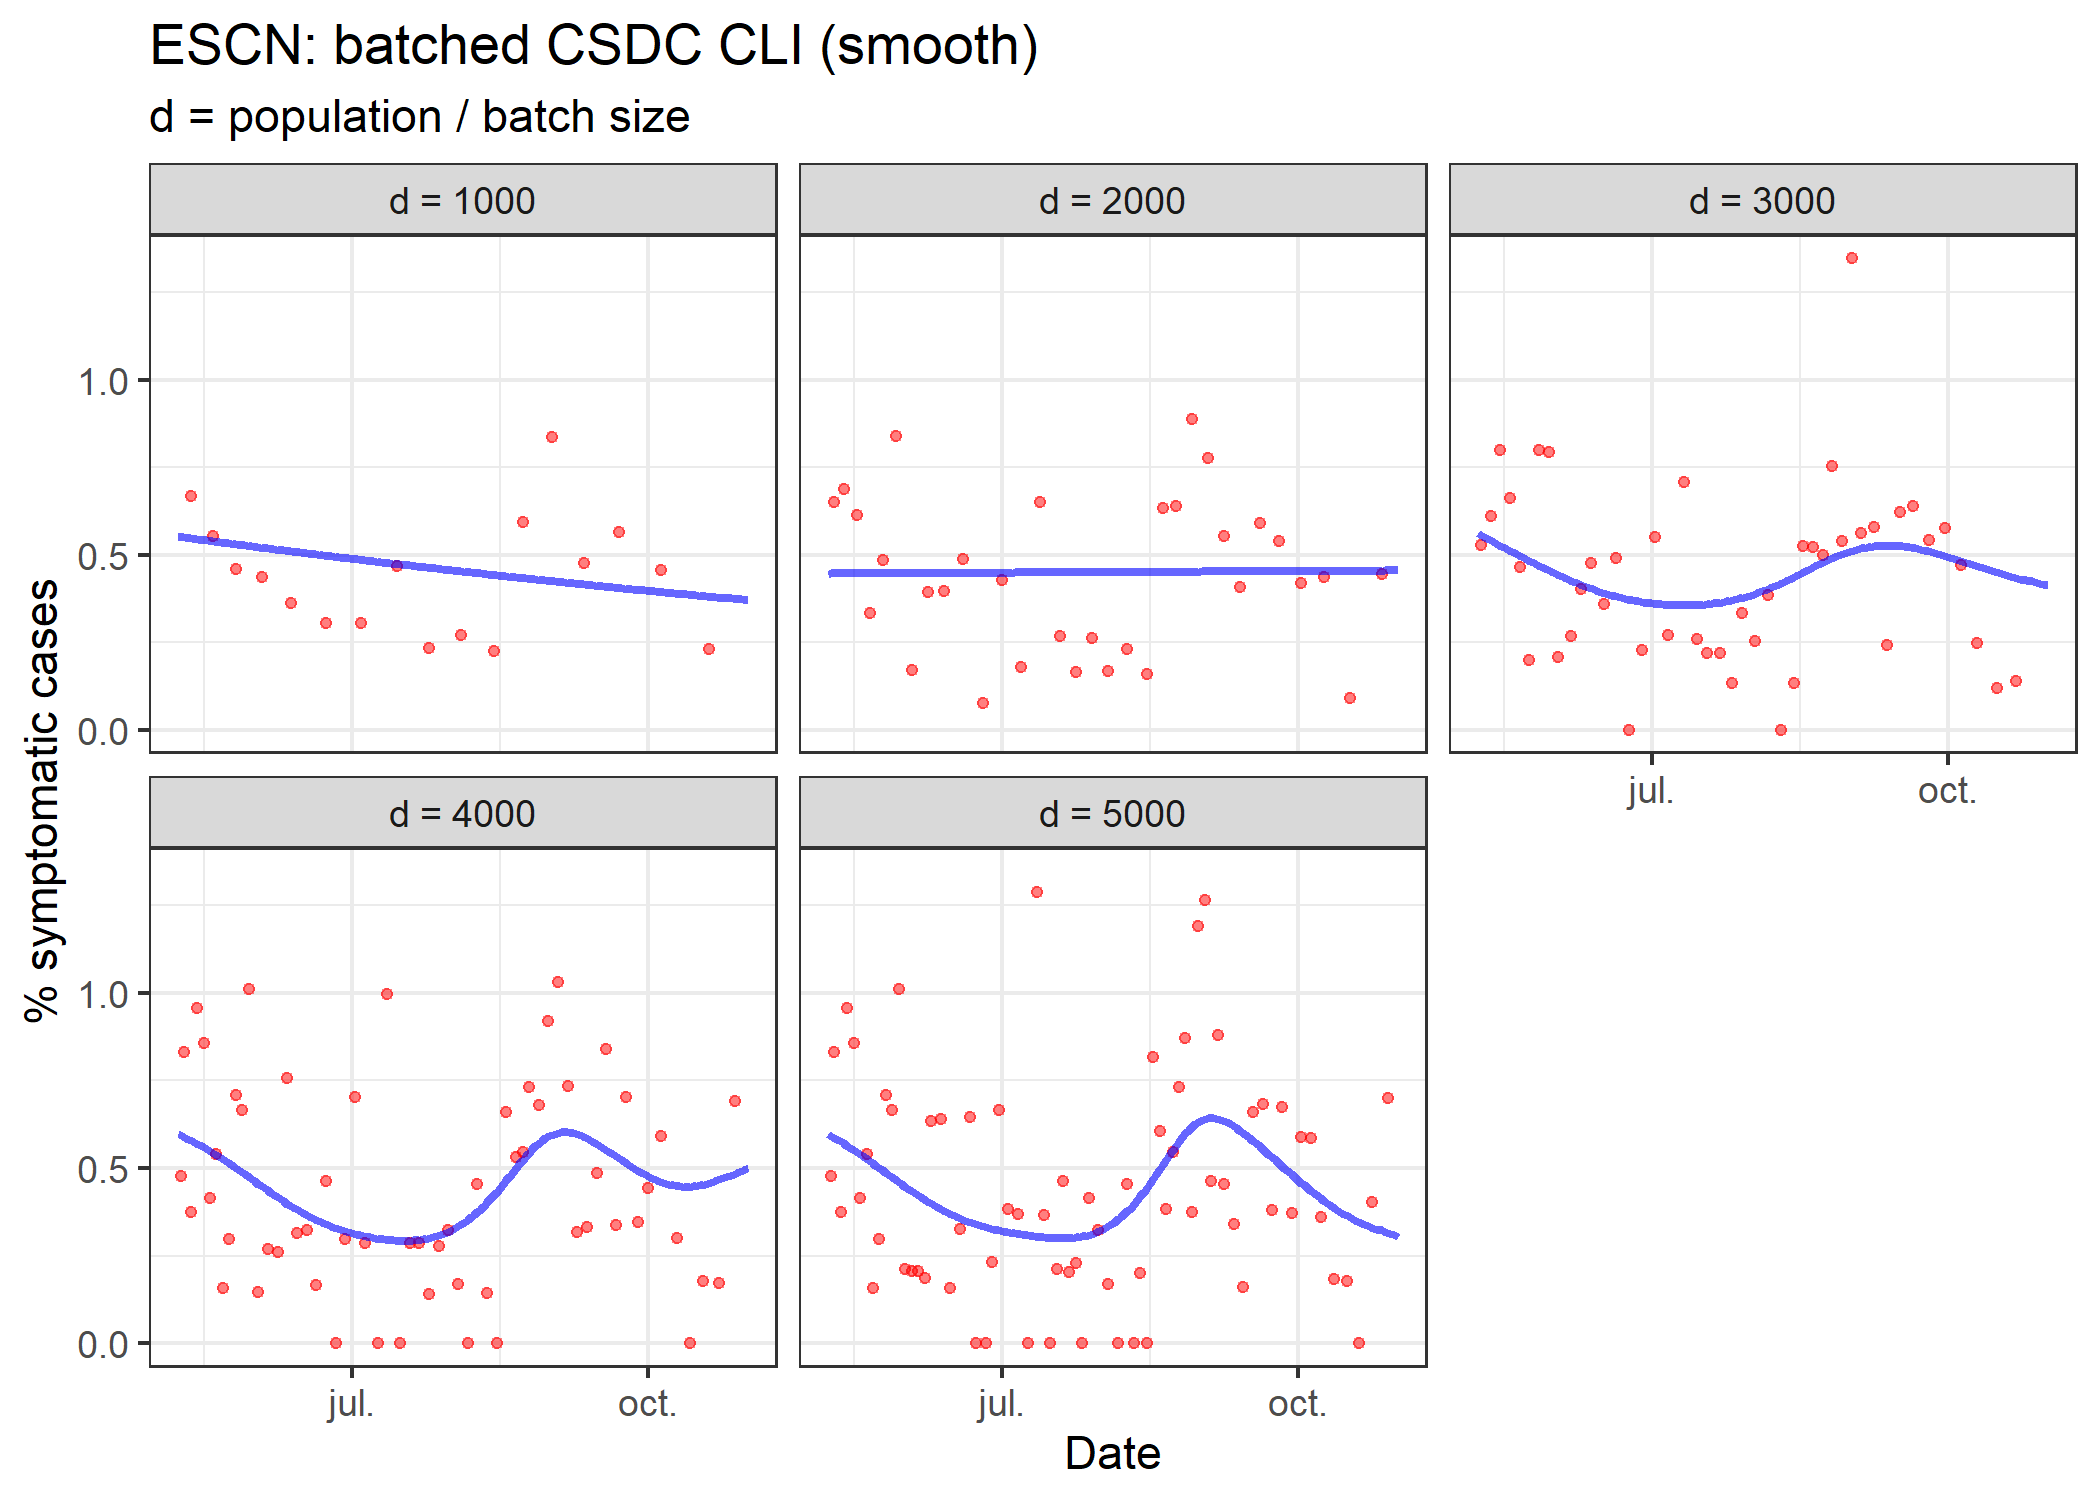 ESCN: batched CSDC CLI (smooth)
d = population / batch size
d = 1000
d = 2000
d = 3000
1.0
0.5
0.0
jul.
oct.
d = 4000
d = 5000
1.0
0.5
0.0
jul.
oct.
jul.
oct.
% symptomatic cases
Date